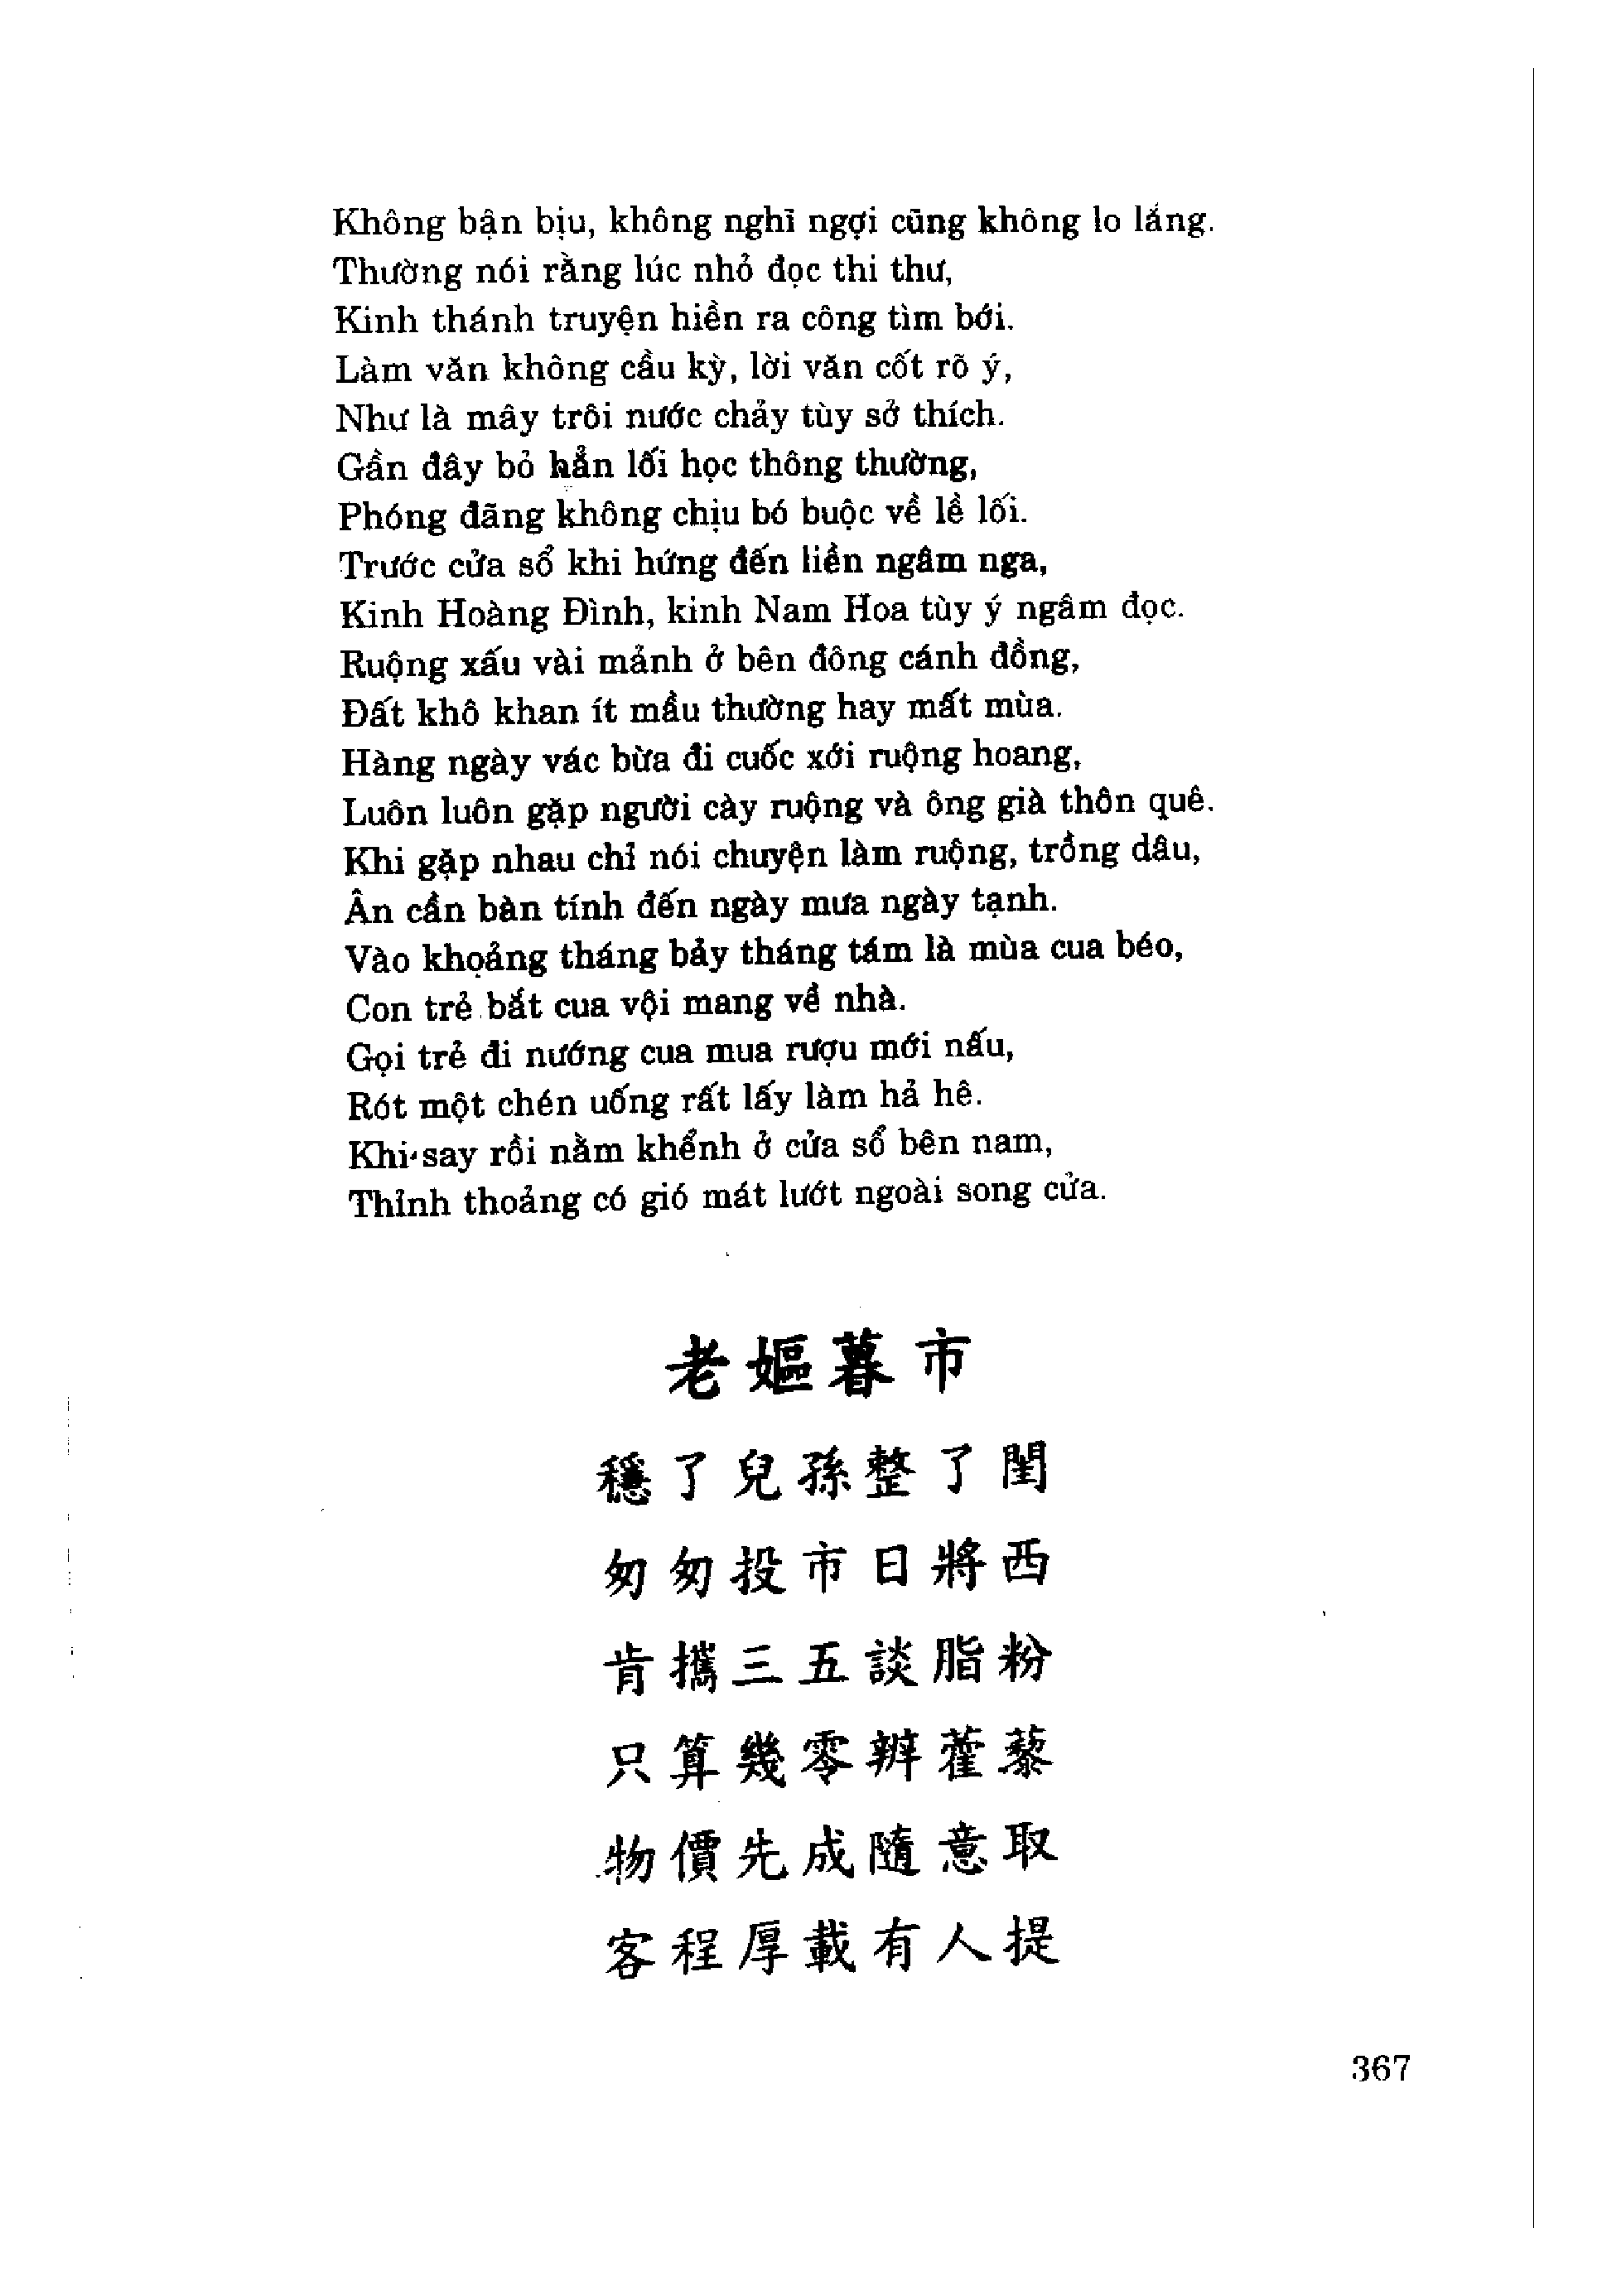 Không bận bịu, không nghĩ ngợi cũng không lo lắng.
Thường nói rằng lúc nhỏ đọc thi thư,
Kinh thánh truyện hiền ra công tìm bới.
Làm văn không cầu kỳ, lời văn cốt rõ ý,
Như là mây trôi nước chảy tùy sở thích.
Gần đây bỏ hẳn lối học thông thường,
Phóng đãng không chịu bó buộc về lề lối.
Trước cửa sổ khi hứng đến liền ngâm nga,
Kinh Hoàng Đình, kinh Nam Hoa tùy ý ngâm đọc.
Ruộng xấu vài mảnh ở bên đông cánh đồng,
Đất khô khan ít mầu thường hay mất mùa.
Hàng ngày vác bừa đi cuốc xới ruộng hoang,
Luôn luôn gặp người cày ruộng và ông già thôn quê.
Khi gặp nhau chỉ nói chuyện làm ruộng, trồng dâu,
Ân cần bàn tính đến ngày mưa ngày tạnh.
Vào khoảng tháng bảy tháng tám là mùa cua béo,
Con trẻ bắt cua vội mang về nhà.
Gọi trẻ đi nướng cua mua rượu mới nấu,
Rót một chén uống rất lấy làm hả hê.
Khi say rồi nằm khểnh ở cửa sổ bên nam,
Thỉnh thoảng có gió mát lướt ngoài song cửa.
老嫗暮市
穩了兒孫整了閨
匆匆投市日將西
肯攜三五談脂粉
只算幾零辨藿藜
物價先成隨意取
客程厚載有人提
367